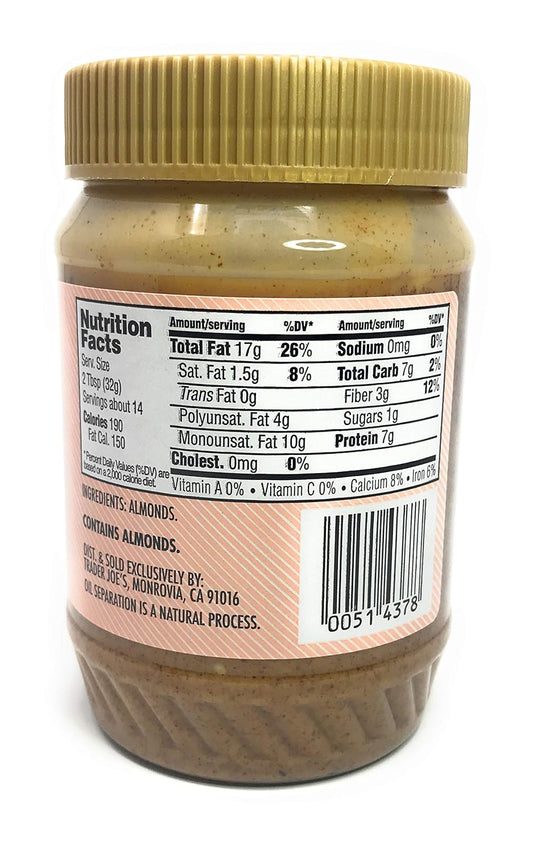 Nutrition
Facts
Serv. Size
2 Tbsp (32g)
Servings about 14
Calories 190
Fat Cal. 150
*Percent Daily Values (%DV) are
based on a 2,000 calorie diet.
Amount/serving %DV*
Total Fat 17g 26%
Sat. Fat 1.5g 8%
Trans Fat 0g
Polyunsat. Fat 4g
Monounsat. Fat 10g
Cholest. 0mg 0%
Amount/serving %DV*
Sodium 0mg 0%
Total Carb 7g 2%
Fiber 3g 12%
Sugars 1g
Protein 7g
Vitamin A 0% • Vitamin C 0% • Calcium 8% • Iron 6%
INGREDIENTS: ALMONDS.
CONTAINS ALMONDS.
DIST. & SOLD EXCLUSIVELY BY:
TRADER JOE'S, MONROVIA, CA 91016
OIL SEPARATION IS A NATURAL PROCESS.
0051 4378